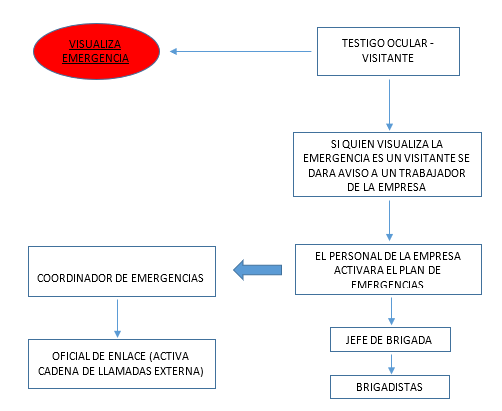 VISUALIZA
EMERGENCIA
TESTIGO OCULAR -
VISITANTE
SI QUIEN VISUALIZA LA
EMERGENCIA ES UN VISITANTE SE
DARA AVISO A UN TRABAJADOR
DE LA EMPRESA
EL PERSONAL DE LA EMPRESA
ACTIVARA EL PLAN DE
EMERGENCIAS
COORDINADOR DE EMERGENCIAS
JEFE DE BRIGADA
OFICIAL DE ENLACE (ACTIVA
CADENA DE LLAMADAS EXTERNA)
BRIGADISTAS